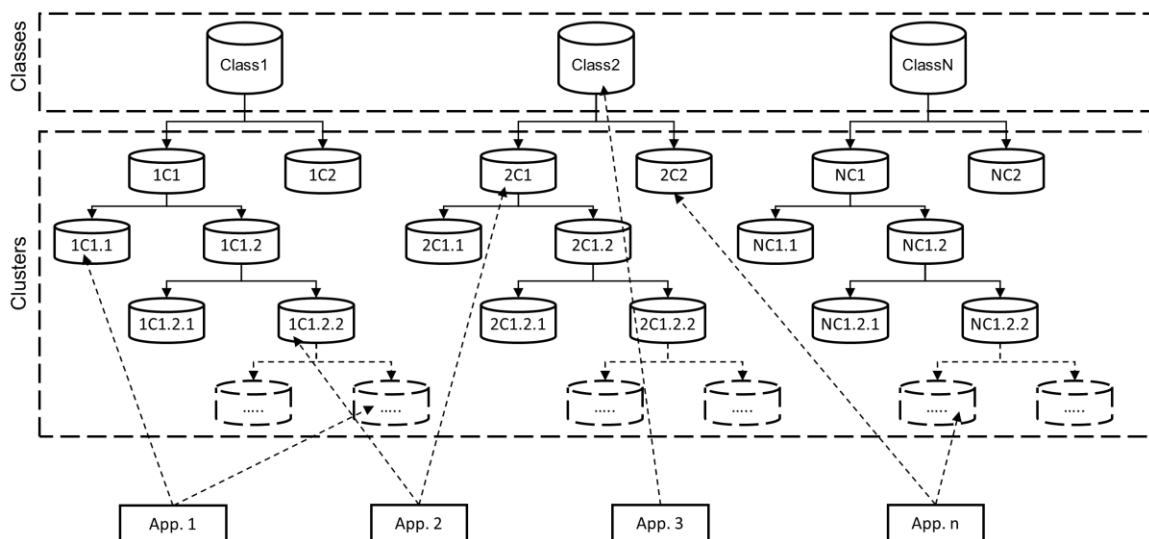 Classes
Class1
Class2
ClassN
Clusters
1C1
1C2
2C1
2C2
NC1
NC2
1C1.1
1C1.2
2C1.1
2C1.2
NC1.1
NC1.2
1C1.2.1
1C1.2.2
2C1.2.1
2C1.2.2
NC1.2.1
NC1.2.2
.....
.....
.....
.....
.....
.....
App. 1
App. 2
App. 3
App. n